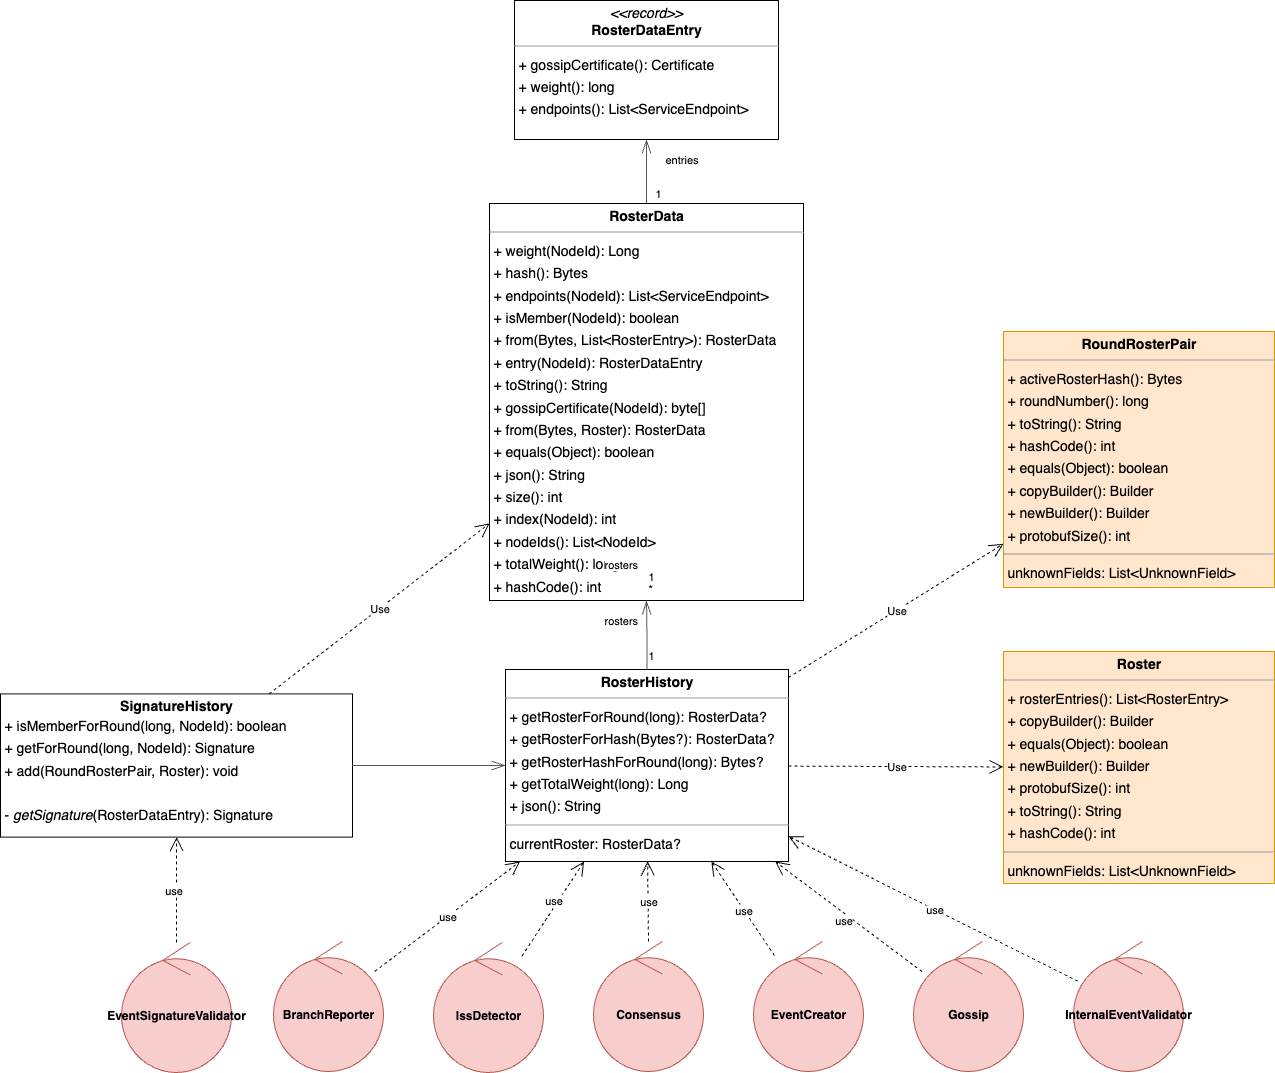 <<record>>
RosterDataEntry
+ gossipCertificate(): Certificate
+ weight(): long
+ endpoints(): List<ServiceEndpoint>
entries
1
RosterData
+ weight(NodeId): Long
+ hash(): Bytes
+ endpoints(NodeId): List<ServiceEndpoint>
+ isMember(NodeId): boolean
+ from(Bytes, List<RosterEntry>): RosterData
+ entry(NodeId): RosterDataEntry
+ toString(): String
+ gossipCertificate(NodeId): byte[]
+ from(Bytes, Roster): RosterData
+ equals(Object): boolean
+ json(): String
+ size(): int
+ index(NodeId): int
+ nodeIds(): List<NodeId>
+ totalWeight():
rosters
1
+ hashCode(): int
*
RoundRosterPair
+ activeRosterHash(): Bytes
+ roundNumber(): long
+ toString(): String
+ hashCode(): int
+ equals(Object): boolean
+ copyBuilder(): Builder
+ newBuilder(): Builder
+ protobufSize(): int
unknownFields: List<UnknownField>
Use
Use
rosters
1
RosterHistory
+ getRosterForRound(long): RosterData?
+ getRosterForHash(Bytes?): RosterData?
+ getRosterHashForRound(long): Bytes?
+ getTotalWeight(long): Long
+ json(): String
currentRoster: RosterData?
Use
Roster
+ rosterEntries(): List<RosterEntry>
+ copyBuilder(): Builder
+ equals(Object): boolean
+ newBuilder(): Builder
+ protobufSize(): int
+ toString(): String
+ hashCode(): int
unknownFields: List<UnknownField>
SignatureHistory
+ isMemberForRound(long, NodeId): boolean
+ getForRound(long, NodeId): Signature
+ add(RoundRosterPair, Roster): void
- getSignature(RosterDataEntry): Signature
use
use
use
use
use
use
use
EventSignatureValidator
BranchReporter
IssDetector
Consensus
EventCreator
Gossip
InternalEventValidator